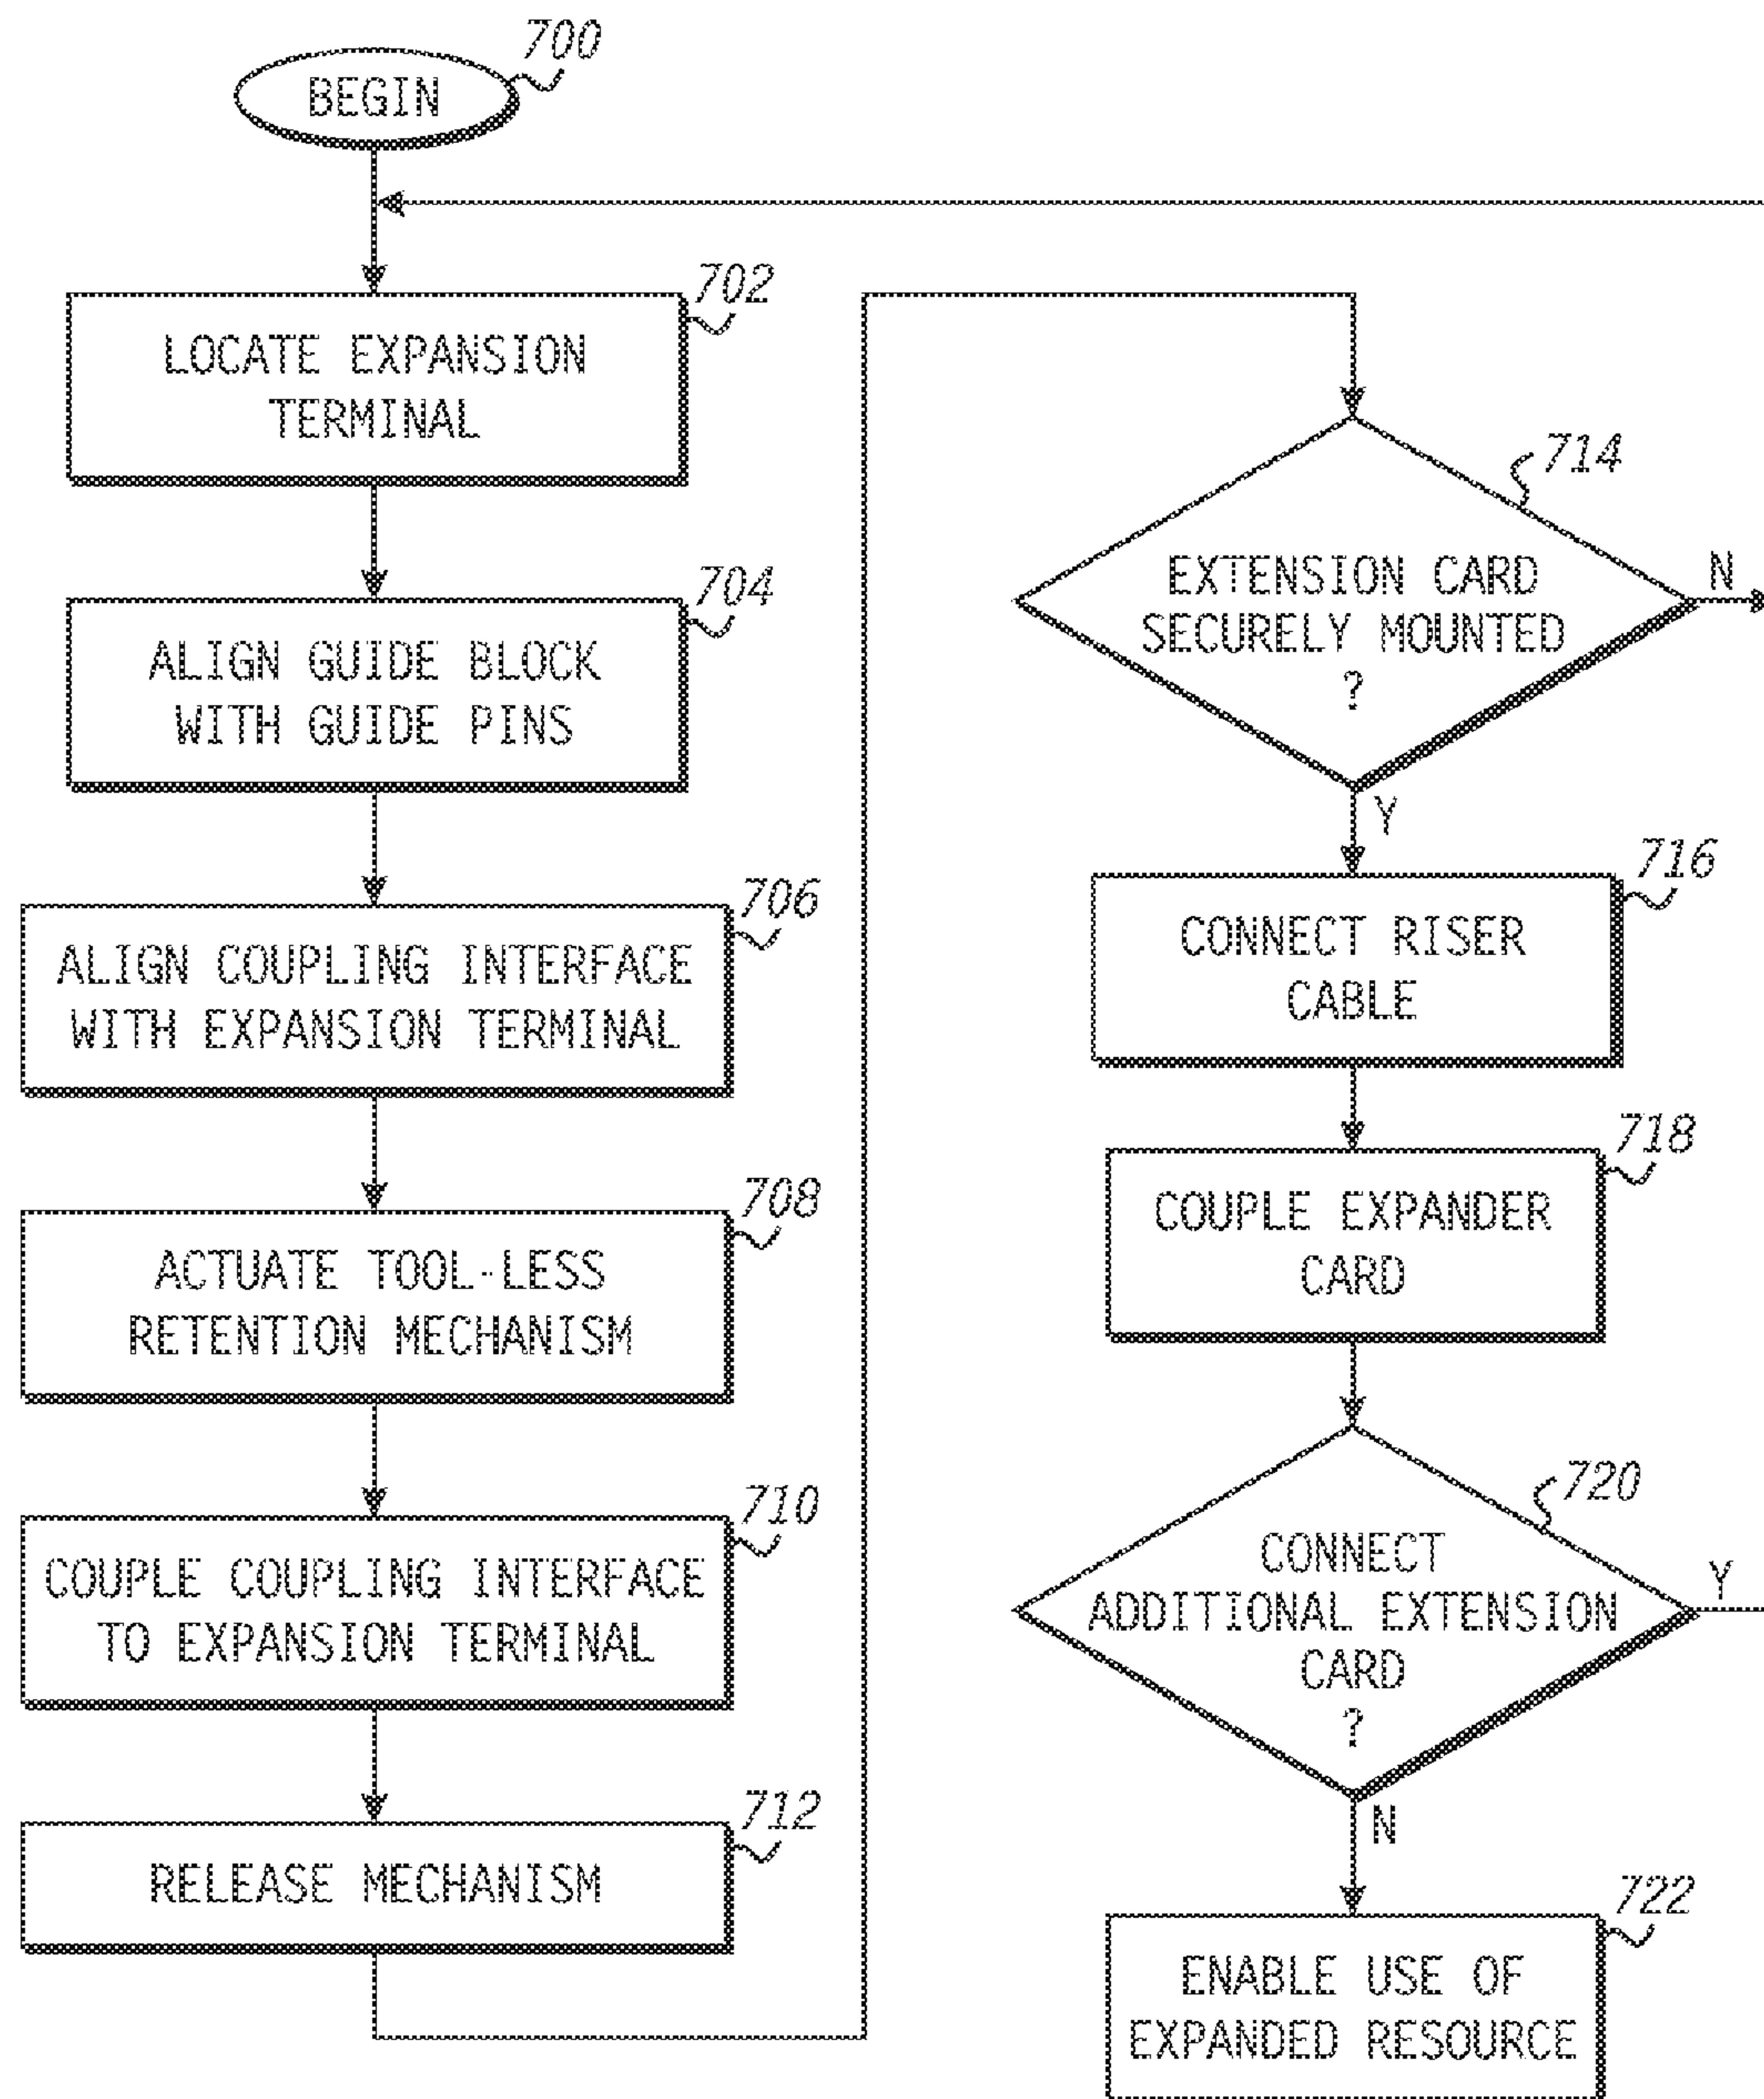 700
BEGIN
702
LOCATE EXPANSION
TERMINAL
704
ALIGN GUIDE BLOCK
WITH GUIDE PINS
706
ALIGN COUPLING INTERFACE
WITH EXPANSION TERMINAL
708
ACTUATE TOOL-LESS
RETENTION MECHANISM
710
COUPLE COUPLING INTERFACE
TO EXPANSION TERMINAL
712
RELEASE MECHANISM
714
EXTENSION CARD
SECURELY MOUNTED
?
N
Y
716
CONNECT RISER
CABLE
718
COUPLE EXPANDER
CARD
720
CONNECT
ADDITIONAL EXTENSION
CARD
?
Y
N
722
ENABLE USE OF
EXPANDED RESOURCE